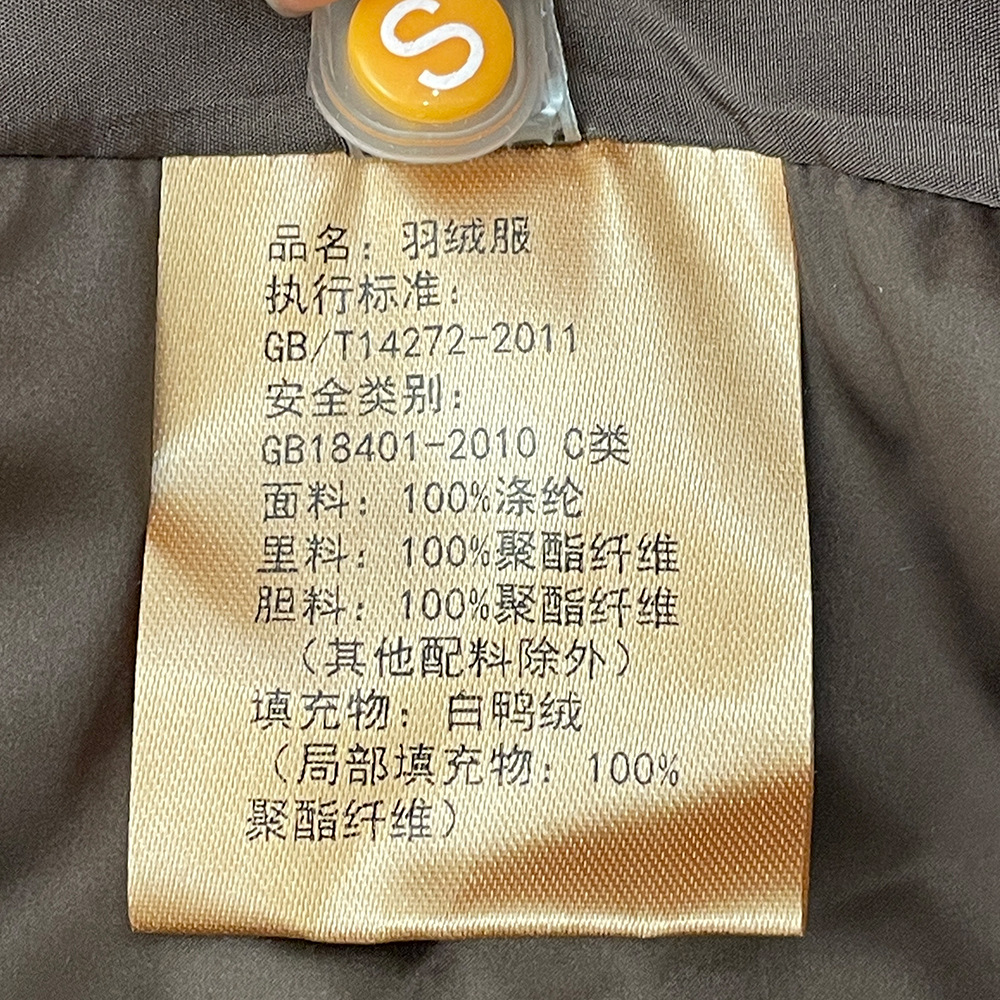 S
品名：羽绒服
执行标准：
GB/T14272-2011
安全类别：
GB18401-2010 C类
面料：100%涤纶
里料：100%聚酯纤维
胆料：100%聚酯纤维
（其他配料除外）
填充物：白鸭绒
（局部填充物：100%
聚酯纤维）